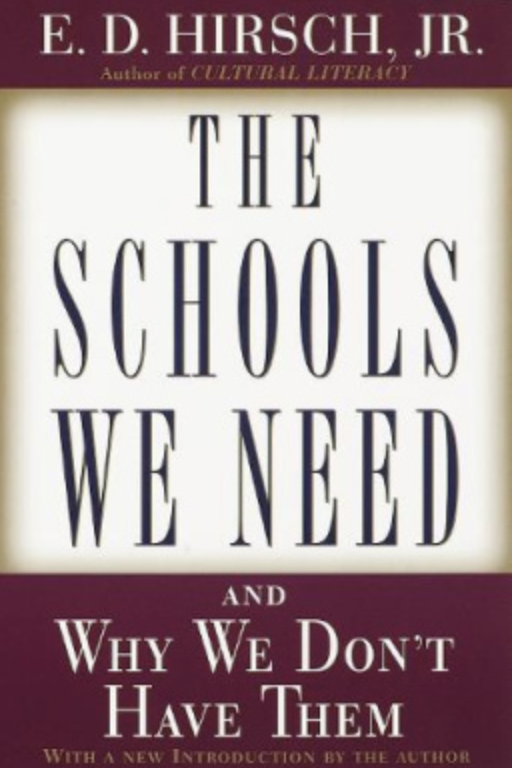 E. D. HIRSCH, JR.
Author of CULTURAL LITERACY
THE
SCHOOLS
WE NEED
AND
WHY WE DON'T
HAVE THEM
WITH A NEW INTRODUCTION BY THE AUTHOR